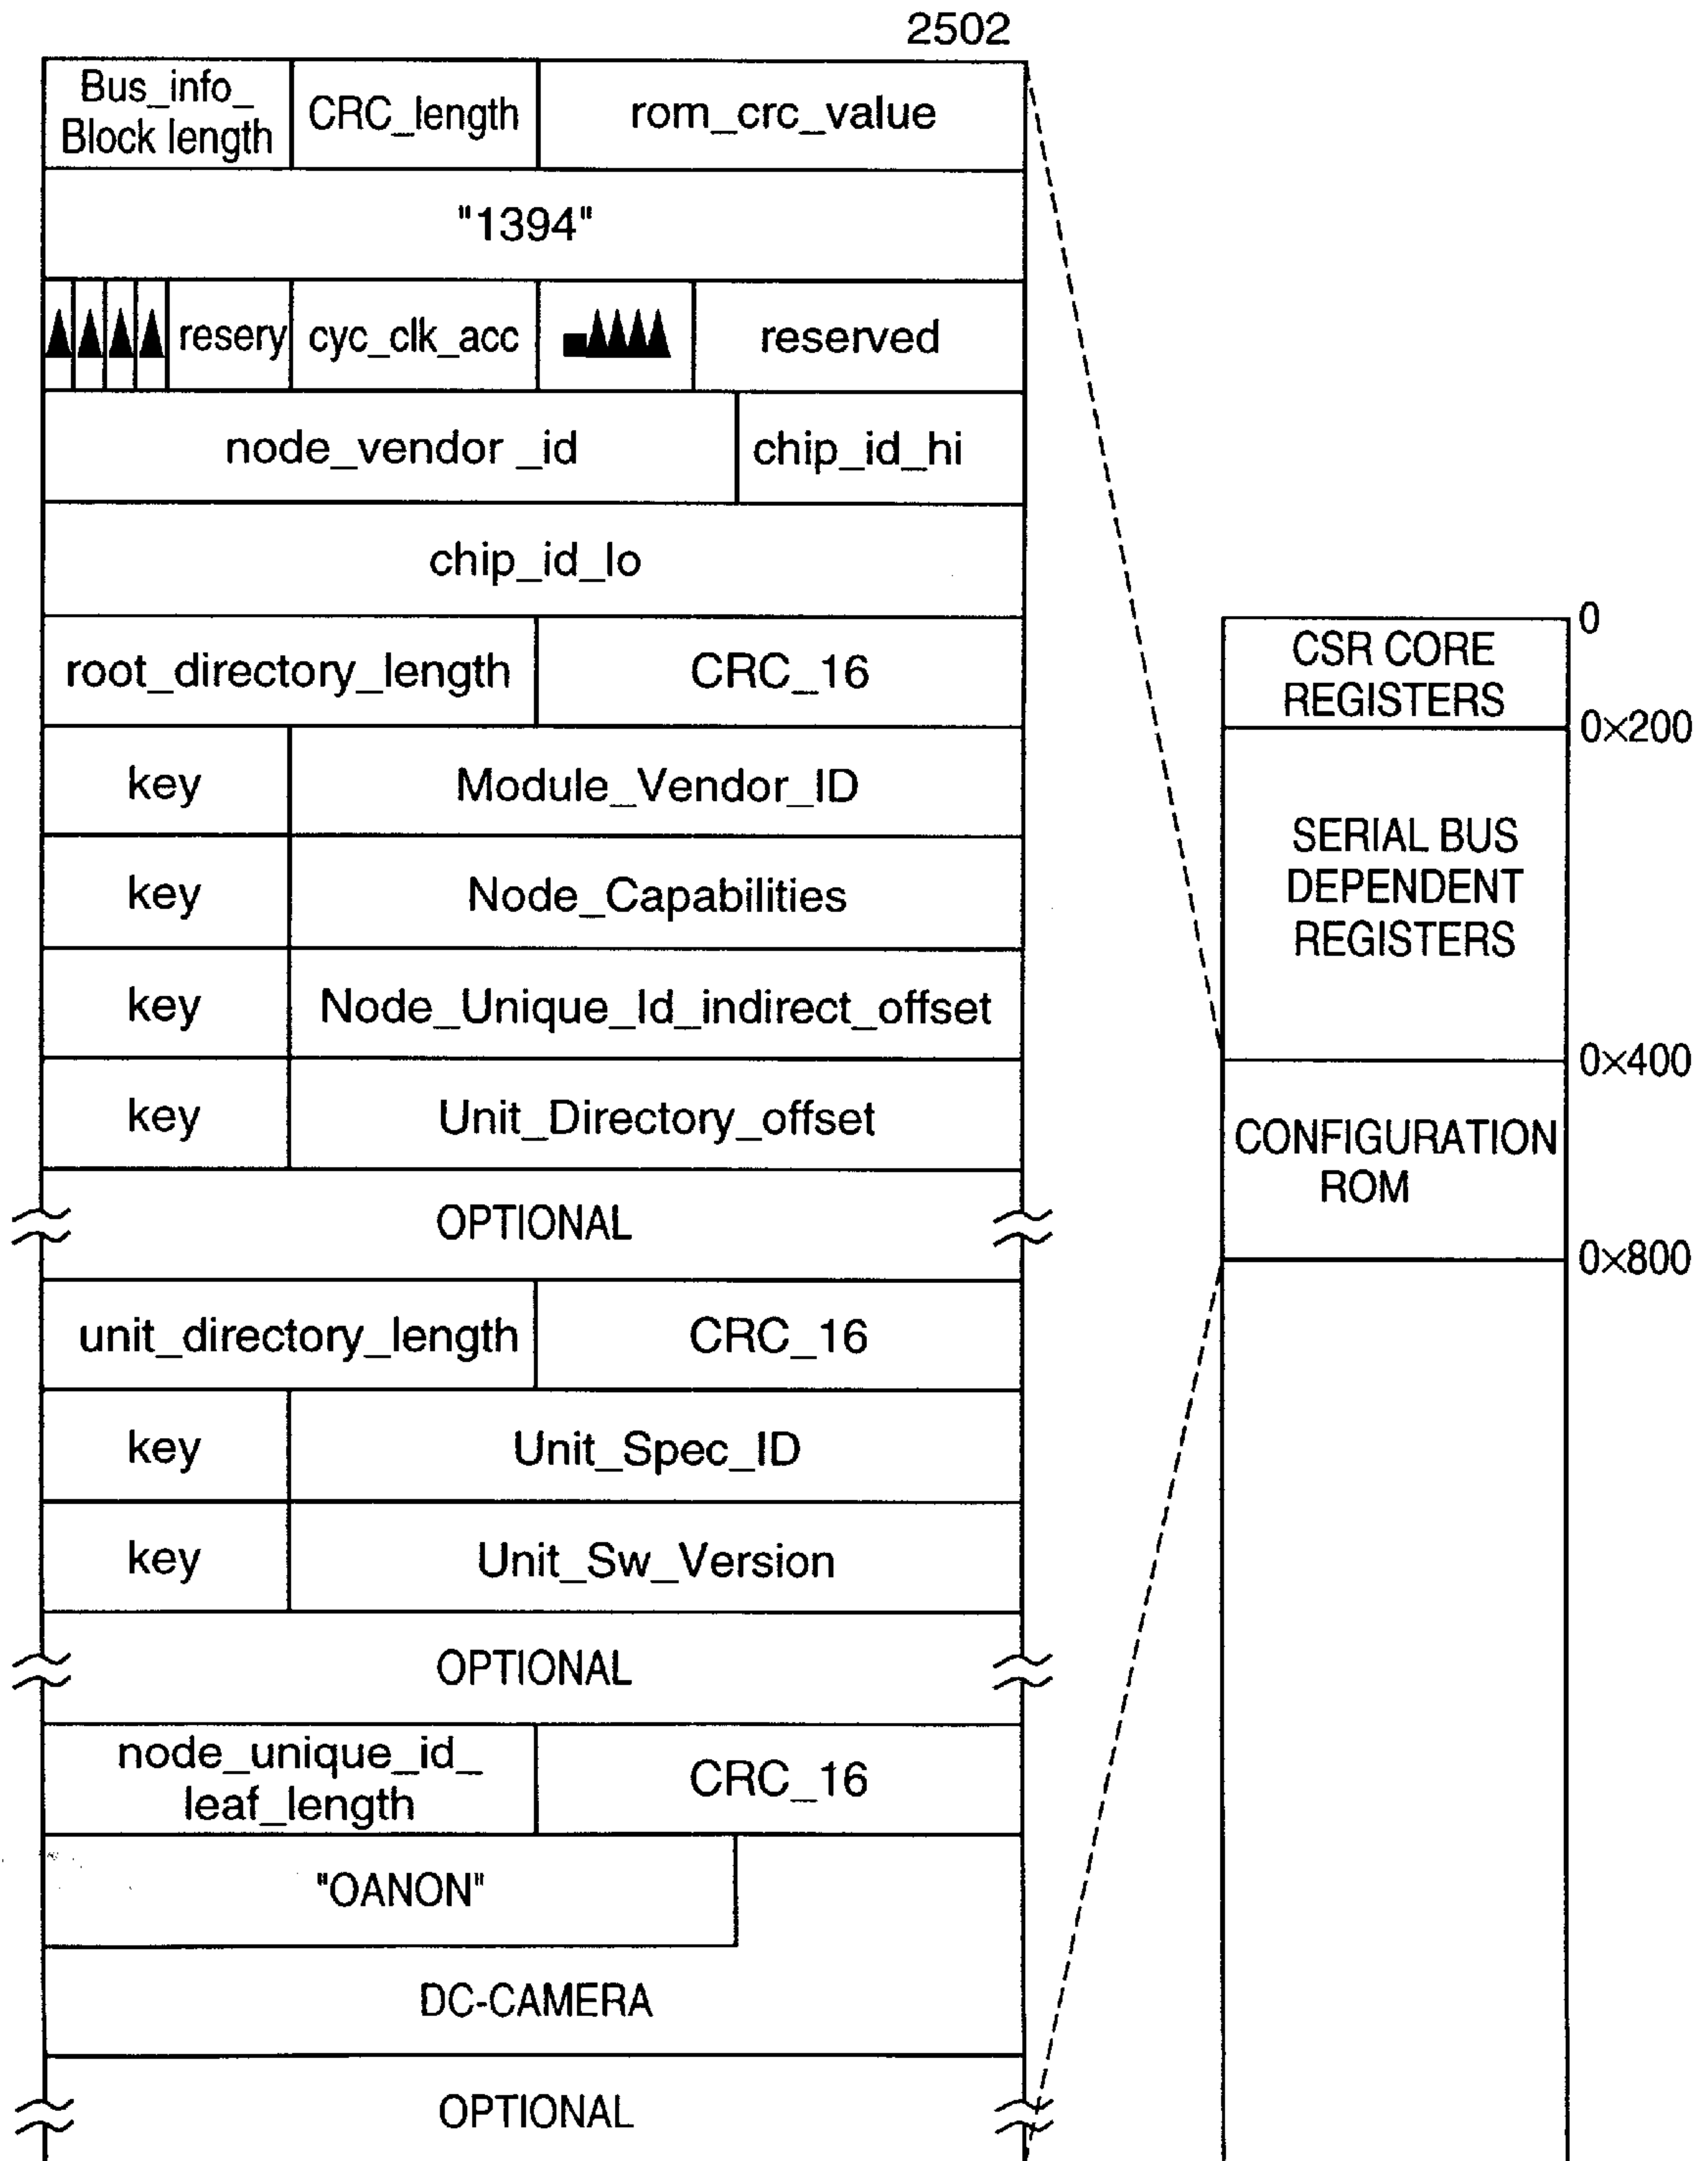 2502
Bus_info_
Block length
CRC_length
rom_crc_value
"1394"
resery
cyc_clk_acc
reserved
node_vendor _id
chip_id_hi
chip_id_lo
root_directory_length
CRC_16
key
Module_Vendor_ID
key
Node_Capabilities
key
Node_Unique_Id_indirect_offset
key
Unit_Directory_offset
OPTIONAL
unit_directory_length
CRC_16
key
Unit_Spec_ID
key
Unit_Sw_Version
OPTIONAL
node_unique_id_
leaf_length
CRC_16
"OANON"
DC-CAMERA
OPTIONAL
0
CSR CORE
REGISTERS
0×200
SERIAL BUS
DEPENDENT
REGISTERS
0×400
CONFIGURATION
ROM
0×800